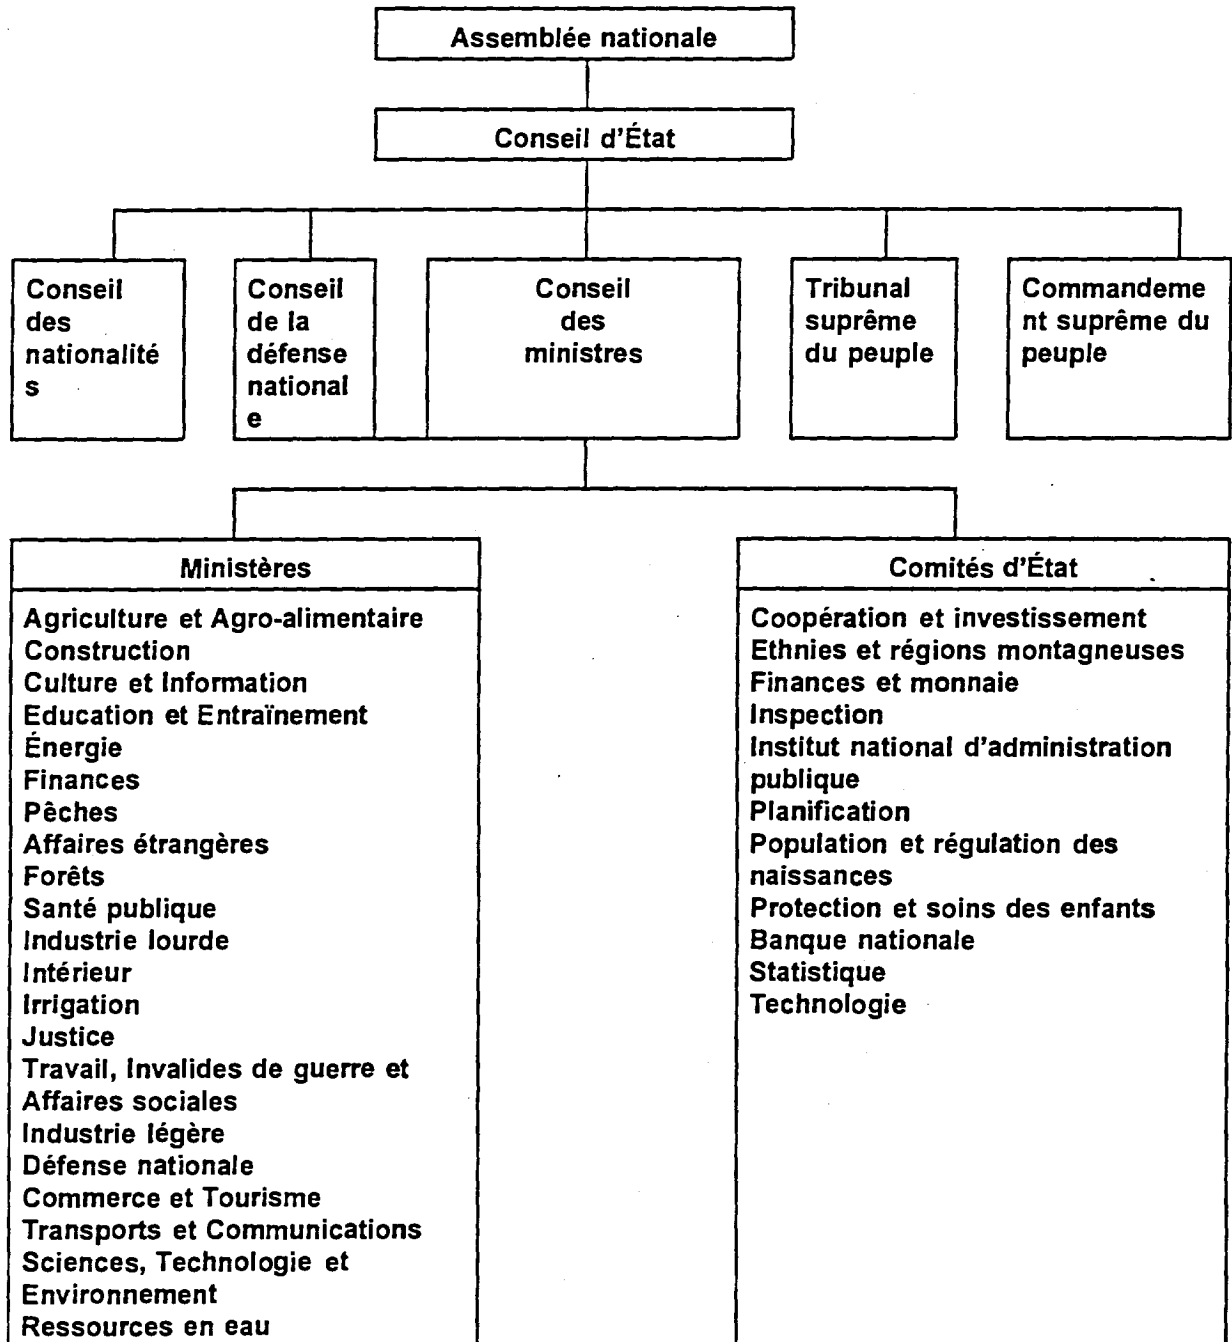 Assemblée nationale
Conseil d'État
Conseil
des
nationalité
s
Conseil
de la
défense
national
e
Conseil
des
ministres
Tribunal
suprême
du peuple
Commandeme
nt suprême du
peuple
Ministères
Agriculture et Agro-alimentaire
Construction
Culture et Information
Education et Entraïnement
Énergie
Finances
Pêches
Affaires étrangères
Forêts
Santé publique
Industrie lourde
Intérieur
Irrigation
Justice
Travail, Invalides de guerre et
Affaires sociales
Industrie légère
Défense nationale
Commerce et Tourisme
Transports et Communications
Sciences, Technologie et
Environnement
Ressources en eau
Comités d'État
Coopération et investissement
Ethnies et régions montagneuses
Finances et monnaie
Inspection
Institut national d'administration
publique
Planification
Population et régulation des
naissances
Protection et soins des enfants
Banque nationale
Statistique
Technologie